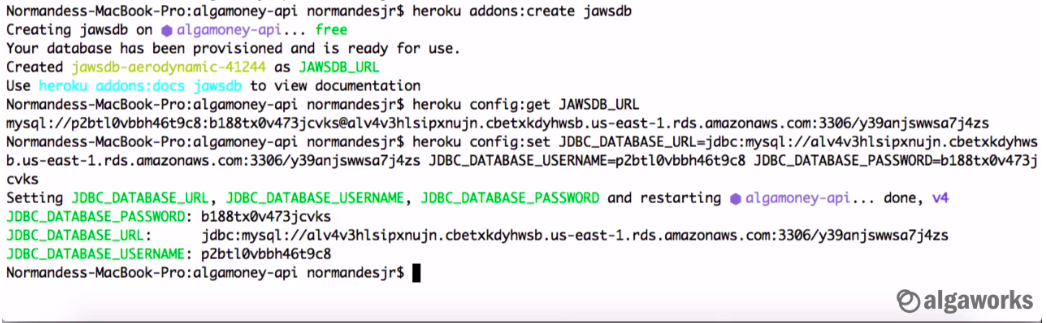 Normandess-MacBook-Pro:algamoney-api normandesjr$ heroku addons:create jawsdb
Creating jawsdb on ⬢ algamoney-api... free
Your database has been provisioned and is ready for use.
Created jawsdb-aerodynamic-41244 as JAWSDB_URL
Use heroku addons:docs jawsdb to view documentation
Normandess-MacBook-Pro:algamoney-api normandesjr$ heroku config:get JAWSDB_URL
mysql://p2btl0vbbh46t9c8:b188tx0v473jcvks@alv4v3hlsipxnujn.cbetxkdyhwsb.us-east-1.rds.amazonaws.com:3306/y39anjswwsa7j4zs
Normandess-MacBook-Pro:algamoney-api normandesjr$ heroku config:set JDBC_DATABASE_URL=jdbc:mysql://alv4v3hlsipxnujn.cbetxkdyhws
b.us-east-1.rds.amazonaws.com:3306/y39anjswwsa7j4zs JDBC_DATABASE_USERNAME=p2btl0vbbh46t9c8 JDBC_DATABASE_PASSWORD=b188tx0v473j
cvks
Setting JDBC_DATABASE_URL, JDBC_DATABASE_USERNAME, JDBC_DATABASE_PASSWORD and restarting ⬢ algamoney-api... done, v4
JDBC_DATABASE_PASSWORD: b188tx0v473jcvks
JDBC_DATABASE_URL:      jdbc:mysql://alv4v3hlsipxnujn.cbetxkdyhwsb.us-east-1.rds.amazonaws.com:3306/y39anjswwsa7j4zs
JDBC_DATABASE_USERNAME: p2btl0vbbh46t9c8
Normandess-MacBook-Pro:algamoney-api normandesjr$
algaworks